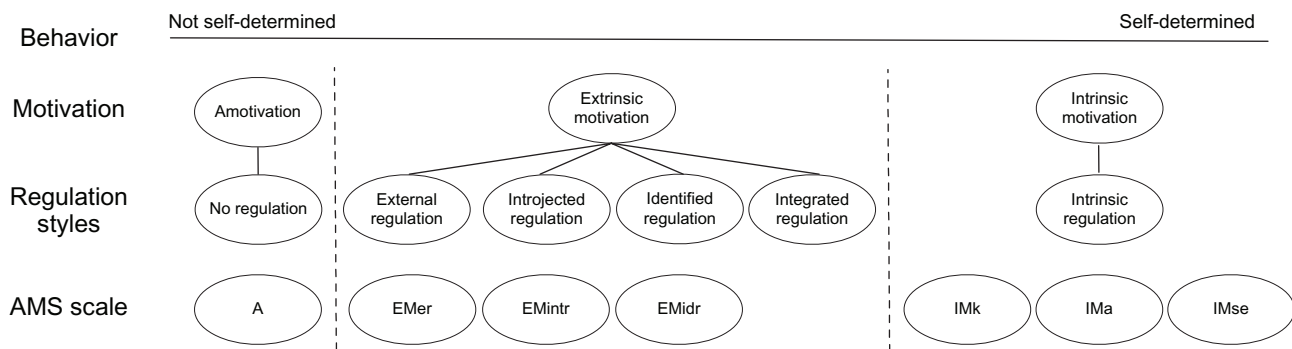 Not self-determined
Self-determined
Behavior
Motivation
Amotivation
Extrinsic
motivation
Intrinsic
motivation
Regulation
styles
No regulation
External
regulation
Introjected
regulation
Identified
regulation
Integrated
regulation
Intrinsic
regulation
AMS scale
A
EMer
EMintr
EMidr
IMk
IMa
IMse